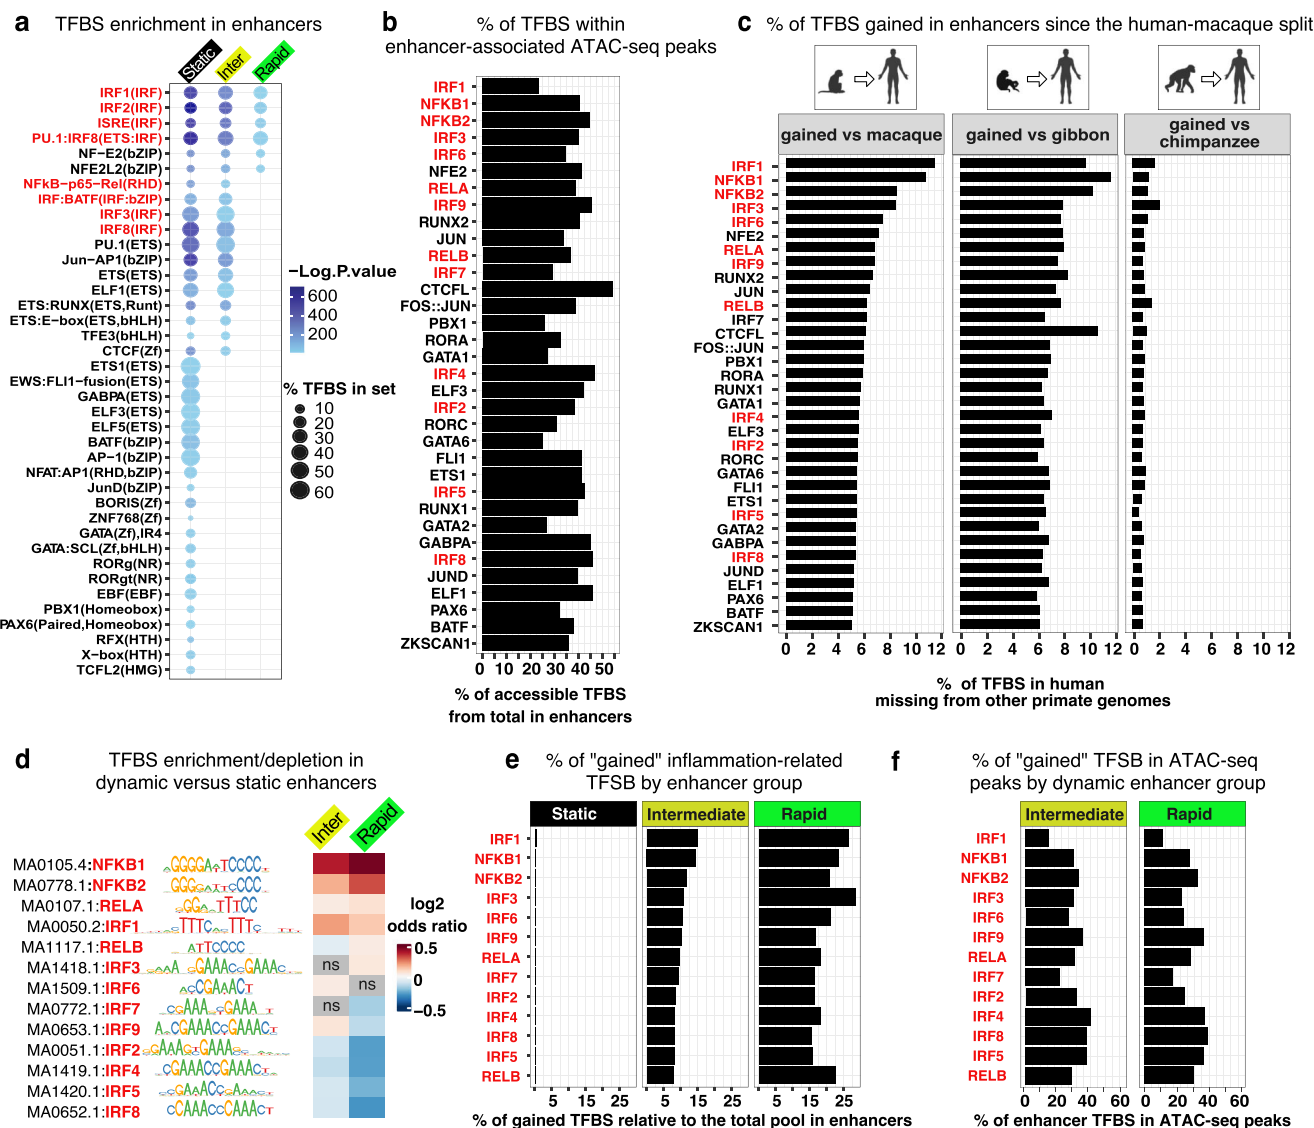 a TFBS enrichment in enhancers
Static Inter Rapid
IRF1(IRF)
IRF2(IRF)
ISRE(IRF)
PU.1:IRF8(ETS:IRF)
NF-E2(bZIP)
NFE2L2(bZIP)
NFkB-p65-Rel(RHD)
IRF:BATF(IRF:bZIP)
IRF3(IRF)
IRF8(IRF)
PU.1(ETS)
Jun-AP1(bZIP)
ETS(ETS)
ELF1(ETS)
ETS:RUNX(ETS,Runt)
ETS:E-box(ETS,bHLH)
TFE3(bHLH)
CTCF(Zf)
ETS1(ETS)
EWS:FLI1-fusion(ETS)
GABPA(ETS)
ELF3(ETS)
ELF5(ETS)
BATF(bZIP)
AP-1(bZIP)
NFAT:AP1(RHD,bZIP)
JunD(bZIP)
BORIS(Zf)
ZNF768(Zf)
GATA(Zf),IR4
GATA:SCL(Zf,bHLH)
RORg(NR)
RORgt(NR)
EBF(EBF)
PBX1(Homeobox)
PAX6(Paired,Homeobox)
RFX(HTH)
X-box(HTH)
TCFL2(HMG)
-Log.P.value
600
400
200
% TFBS in set
10
20
30
40
50
60
b % of TFBS within
enhancer-associated ATAC-seq peaks
IRF1
NFKB1
NFKB2
IRF3
IRF6
NFE2
RELA
IRF9
RUNX2
JUN
RELB
IRF7
CTCFL
FOS::JUN
PBX1
RORA
GATA1
IRF4
ELF3
IRF2
RORC
GATA6
FLI1
ETS1
IRF5
RUNX1
GATA2
GABPA
IRF8
JUND
ELF1
PAX6
BATF
ZKSCAN1
0 10 20 30 40 50
% of accessible TFBS
from total in enhancers
c % of TFBS gained in enhancers since the human-macaque split
gained vs macaque
gained vs gibbon
gained vs
chimpanzee
IRF1
NFKB1
NFKB2
IRF3
IRF6
NFE2
RELA
IRF9
RUNX2
JUN
RELB
IRF7
CTCFL
FOS::JUN
PBX1
RORA
RUNX1
GATA1
IRF4
ELF3
IRF2
RORC
GATA6
FLI1
ETS1
IRF5
GATA2
GABPA
IRF8
JUND
ELF1
PAX6
BATF
ZKSCAN1
0 2 4 6 8 10 12 0 2 4 6 8 10 12 0 2 4 6 8 10 12
% of TFBS in human
missing from other primate genomes
d TFBS enrichment/depletion in
dynamic versus static enhancers
Inter Rapid
MA0105.4:NFKB1
MA0778.1:NFKB2
MA0107.1:RELA
MA0050.2:IRF1
MA1117.1:RELB
MA1418.1:IRF3 ns
MA1509.1:IRF6 ns
MA0772.1:IRF7 ns
MA0653.1:IRF9
MA0051.1:IRF2
MA1419.1:IRF4
MA1420.1:IRF5
MA0652.1:IRF8
log2
odds ratio
0.5
0
-0.5
e % of "gained" inflammation-related
TFSB by enhancer group
Static Intermediate Rapid
IRF1
NFKB1
NFKB2
IRF3
IRF6
IRF9
RELA
IRF7
IRF2
IRF4
IRF8
IRF5
RELB
5 15 25 5 15 25 5 15 25
% of gained TFBS relative to the total pool in enhancers
f % of "gained" TFSB in ATAC-seq
peaks by dynamic enhancer group
Intermediate Rapid
IRF1
NFKB1
NFKB2
IRF3
IRF6
IRF9
RELA
IRF7
IRF2
IRF4
IRF8
IRF5
RELB
0 20 40 60 0 20 40 60
% of enhancer TFBS in ATAC-seq peaks